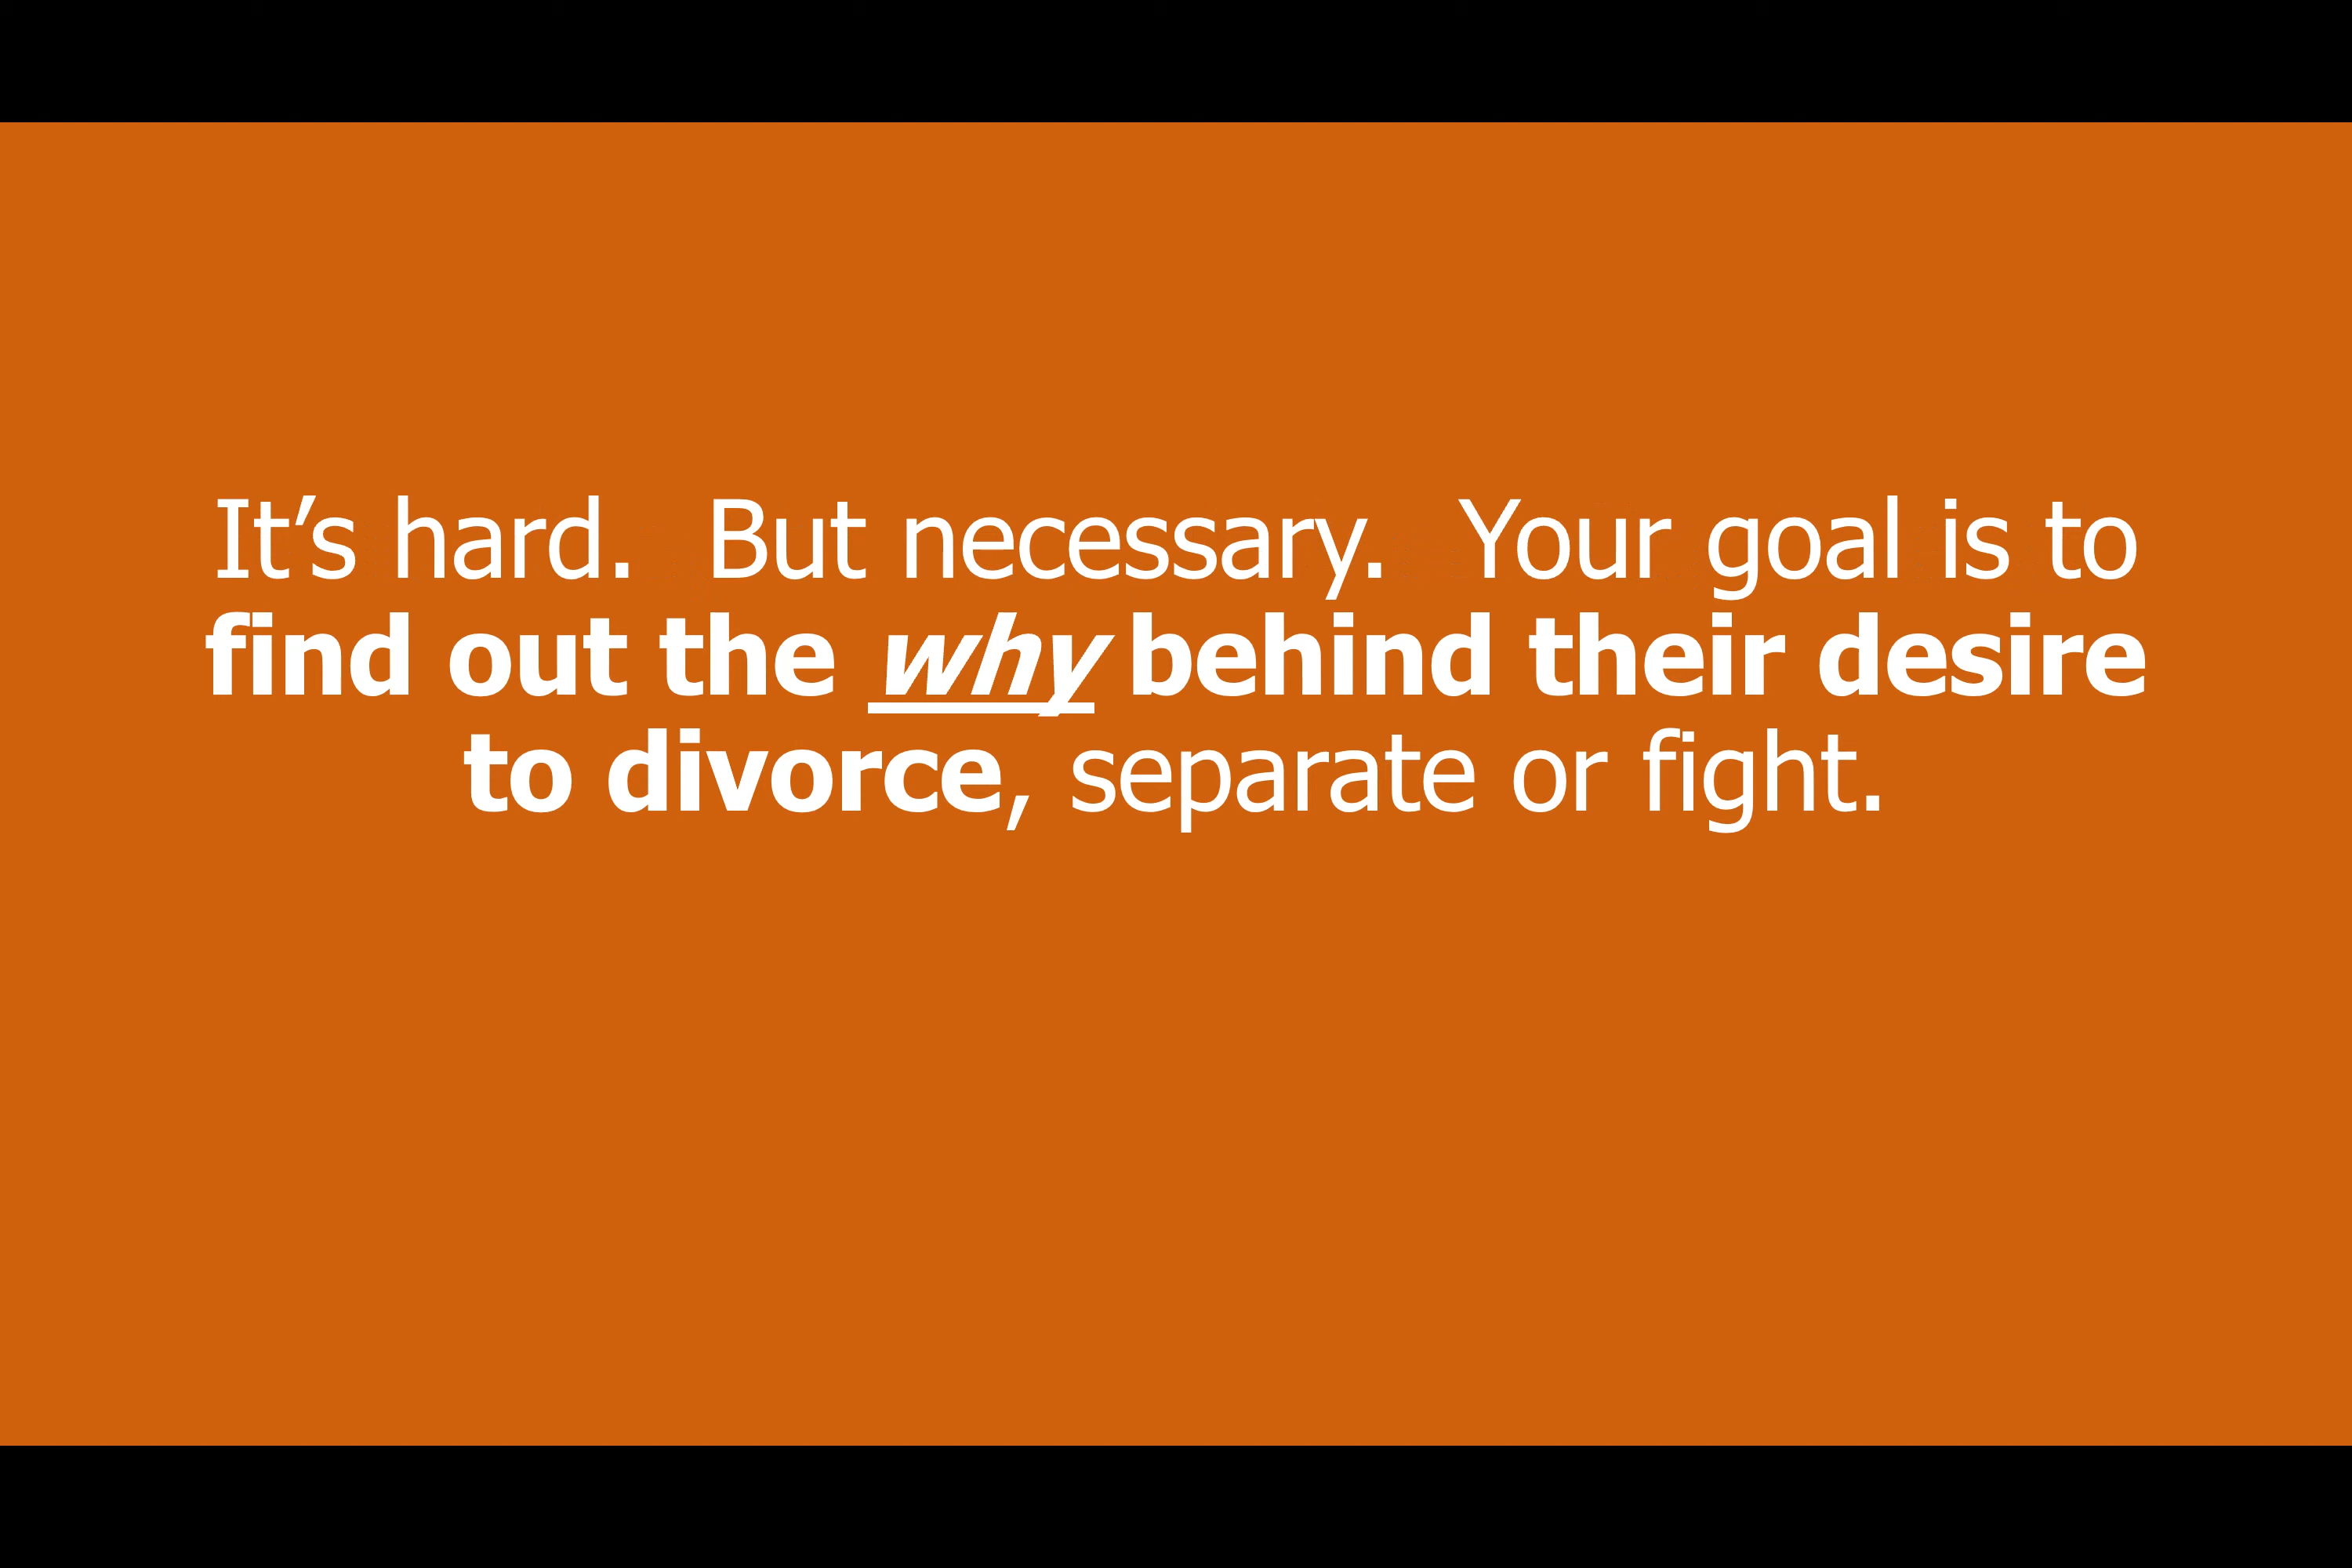 It’s hard.  But necessary.  Your goal is to
find out the why behind their desire
to divorce, separate or fight.